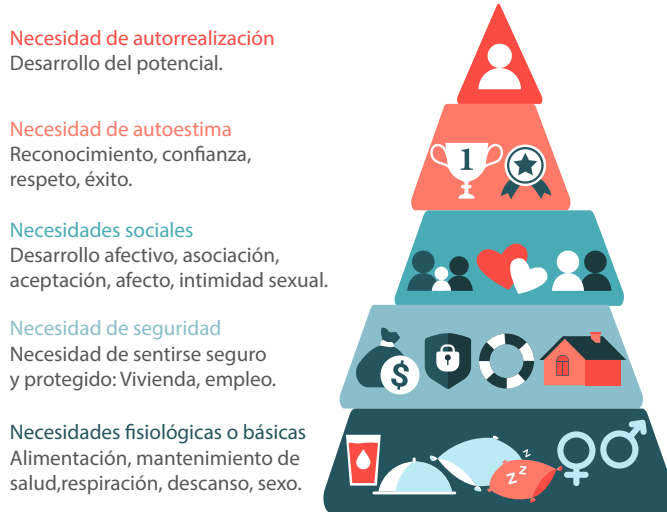 Necesidad de autorrealización
Desarrollo del potencial.
Necesidad de autoestima
Reconocimiento, confianza,
respeto, éxito.
1
Necesidades sociales
Desarrollo afectivo, asociación,
aceptación, afecto, intimidad sexual.
Necesidad de seguridad
Necesidad de sentirse seguro
y protegido: Vivienda, empleo.
$
Necesidades fisiológicas o básicas
Alimentación, mantenimiento de
salud,respiración, descanso, sexo.
z z z z